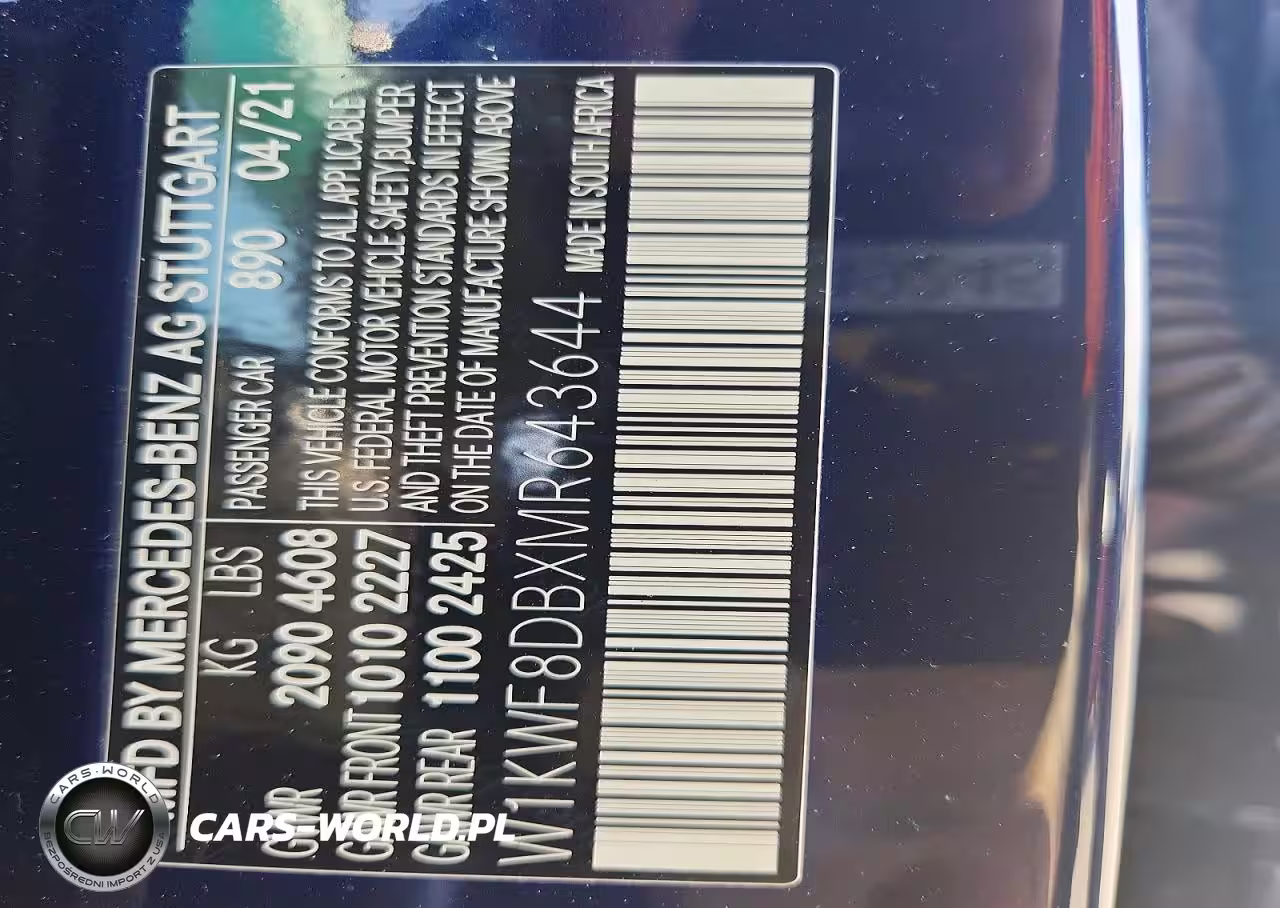 MFD BY MERCEDES-BENZ AG STUTTGART
KG LBS
PASSENGER CAR 890 04/21
GVWR 2090 4608
GAWR FRONT 1010 2227
GAWR REAR 1100 2425
THIS VEHICLE CONFORMS TO ALL APPLICABLE
U.S. FEDERAL MOTOR VEHICLE SAFETY,BUMPER
AND THEFT PREVENTION STANDARDS IN EFFECT
ON THE DATE OF MANUFACTURE SHOWN ABOVE
W1KWF8DBXMR643644
MADE IN SOUTH AFRICA
CARS-WORLD
CW
BEZPOŚREDNI IMPORT Z USA
CARS-WORLD.PL